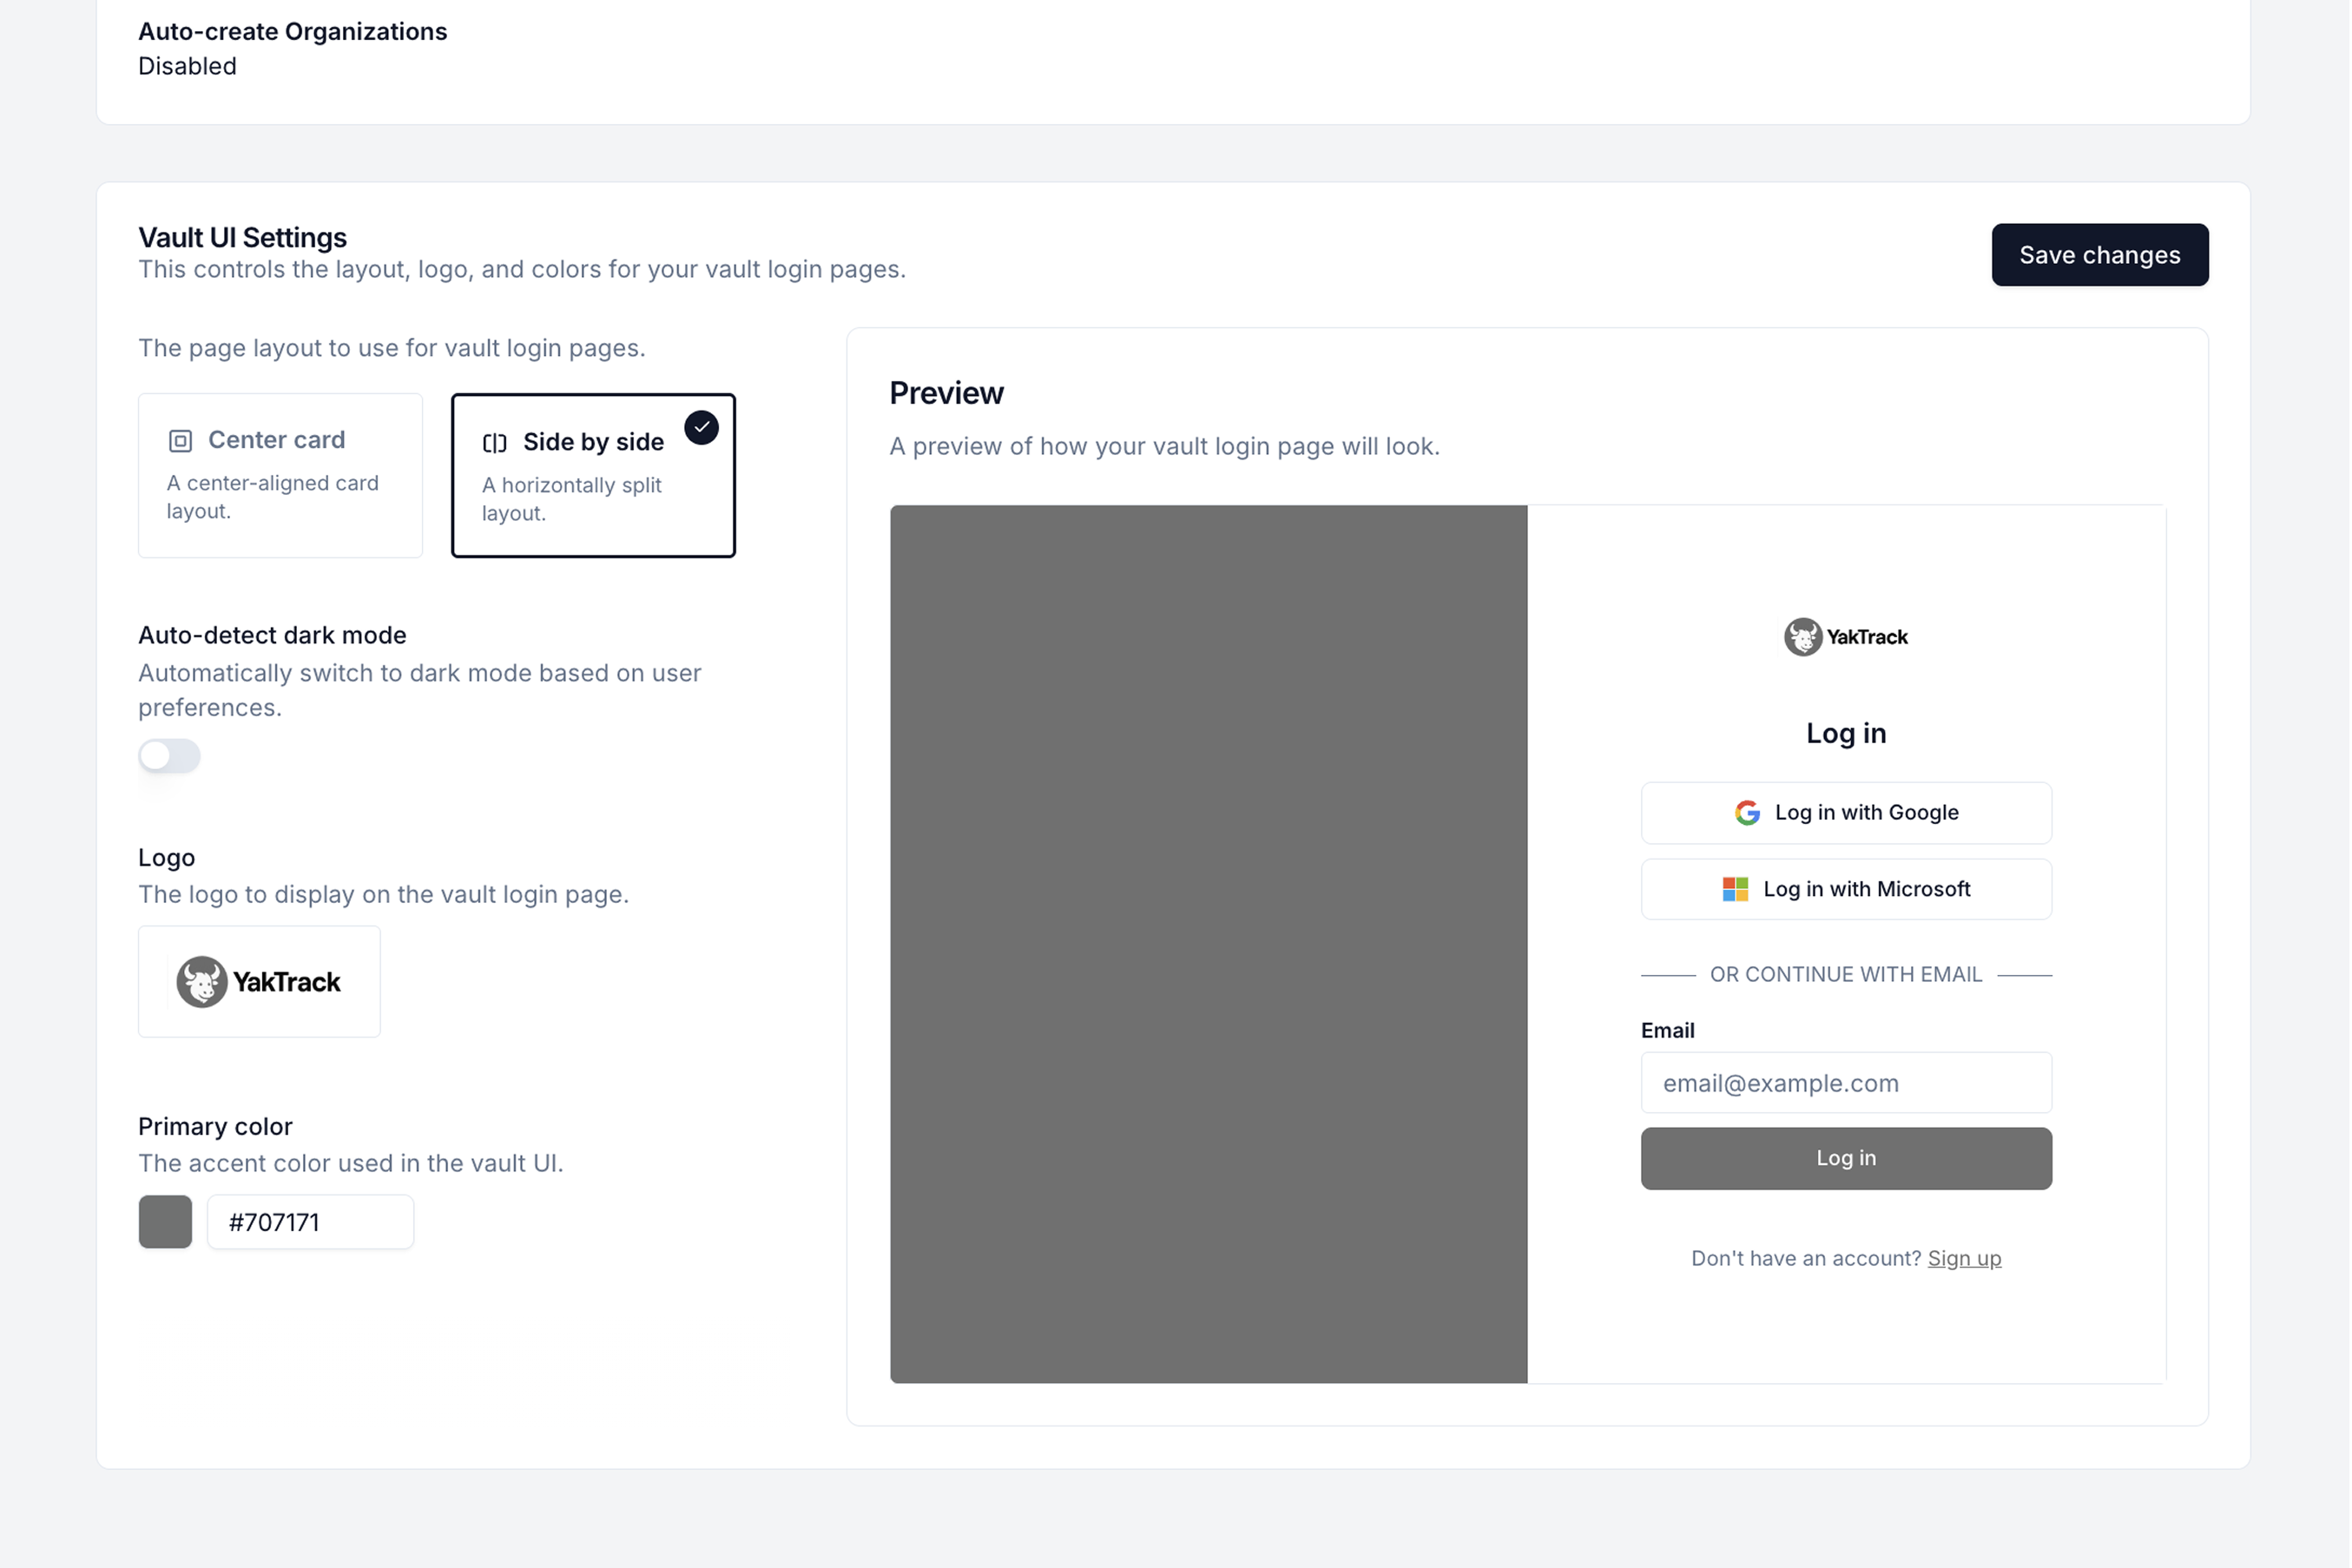 Auto-create Organizations
Disabled
Vault UI Settings
This controls the layout, logo, and colors for your vault login pages.
Save changes
The page layout to use for vault login pages.
Center card
A center-aligned card
layout.
Side by side
A horizontally split
layout.
Auto-detect dark mode
Automatically switch to dark mode based on user
preferences.
Logo
The logo to display on the vault login page.
YakTrack
Primary color
The accent color used in the vault UI.
#707171
Preview
A preview of how your vault login page will look.
YakTrack
Log in
Log in with Google
Log in with Microsoft
OR CONTINUE WITH EMAIL
Email
email@example.com
Log in
Don't have an account? Sign up